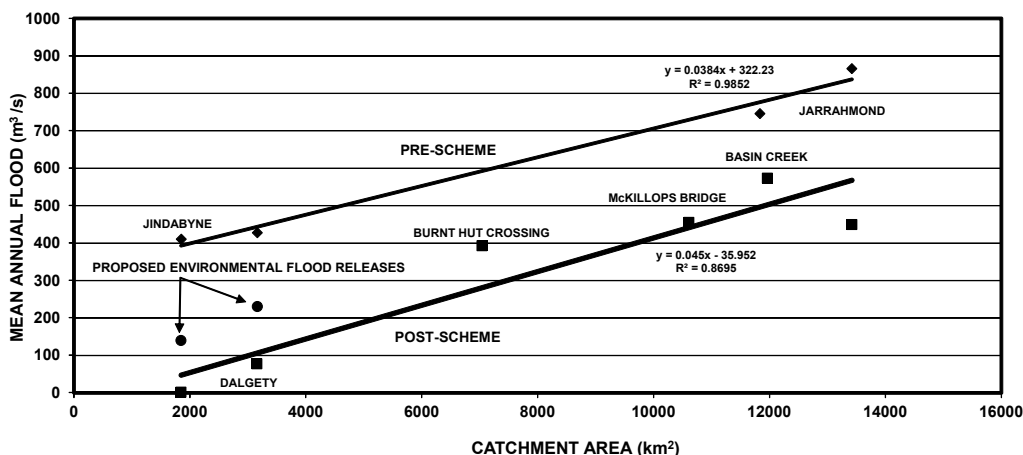 1000
900
800
700
600
500
400
300
200
100
0
MEAN ANNUAL FLOOD (m³/s)
y = 0.0384x + 322.23
R² = 0.9852
JARRAHMOND
PRE-SCHEME
BASIN CREEK
McKILLOPS BRIDGE
JINDABYNE
BURNT HUT CROSSING
PROPOSED ENVIRONMENTAL FLOOD RELEASES
y = 0.045x - 35.952
R² = 0.8695
POST-SCHEME
DALGETY
0 2000 4000 6000 8000 10000 12000 14000 16000
CATCHMENT AREA (km²)